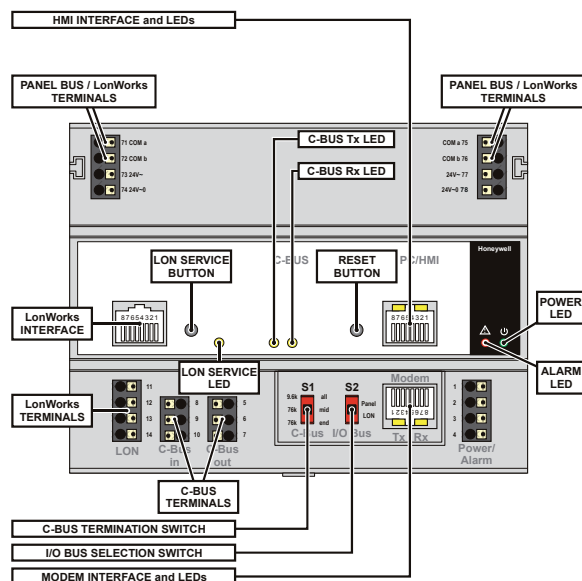 HMI INTERFACE and LEDs
PANEL BUS / LonWorks
TERMINALS
PANEL BUS / LonWorks
TERMINALS
71 COM a
72 COM b
73 24V~
74 24V~0
C-BUS Tx LED
C-BUS Rx LED
COM a 75
COM b 76
24V~ 77
24V~0 78
LON SERVICE
BUTTON
C-BUS
RESET
BUTTON
PC/HMI
Honeywell
LonWorks
INTERFACE
87654321
87654321
POWER
LED
LON SERVICE
LED
ALARM
LED
LonWorks
TERMINALS
11
12
13
14
LON
8
9
10
C-Bus
in
5
6
7
C-Bus
out
S1
9.6k all
76k mid
76k end
C-Bus
S2
Panel
LON
I/O Bus
Modem
87654321
Tx Rx
1
2
3
4
Power/
Alarm
C-BUS
TERMINALS
C-BUS TERMINATION SWITCH
I/O BUS SELECTION SWITCH
MODEM INTERFACE and LEDs